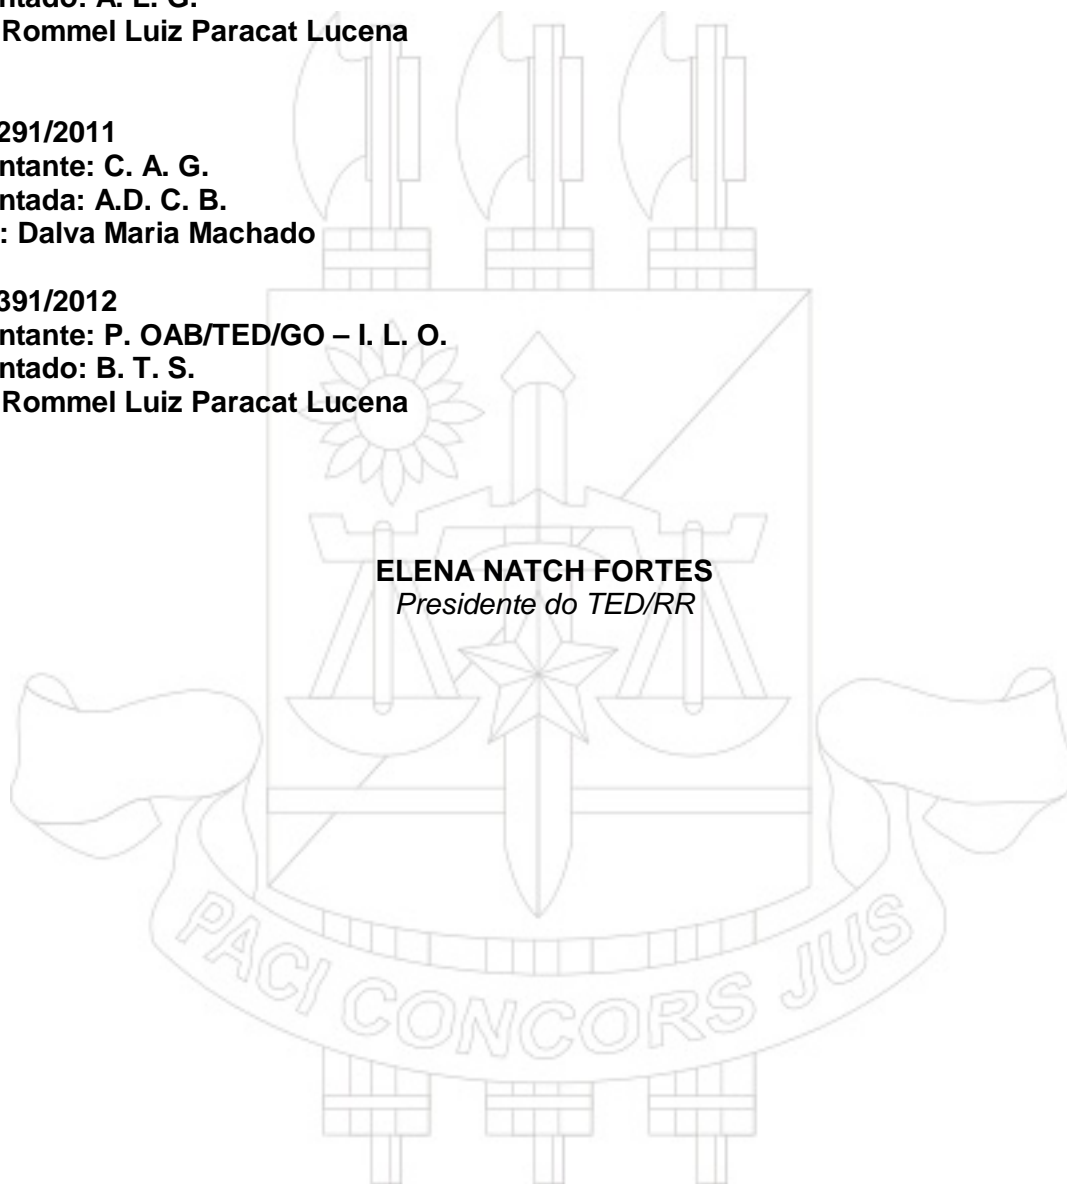 ntado: A. L. G.
Rommel Luiz Paracat Lucena
291/2011
ntante: C. A. G.
ntada: A.D. C. B.
: Dalva Maria Machado
391/2012
ntante: P. OAB/TED/GO – I. L. O.
ntado: B. T. S.
Rommel Luiz Paracat Lucena
ELENA NATCH FORTES
Presidente do TED/RR
PACI CONCORS JUS